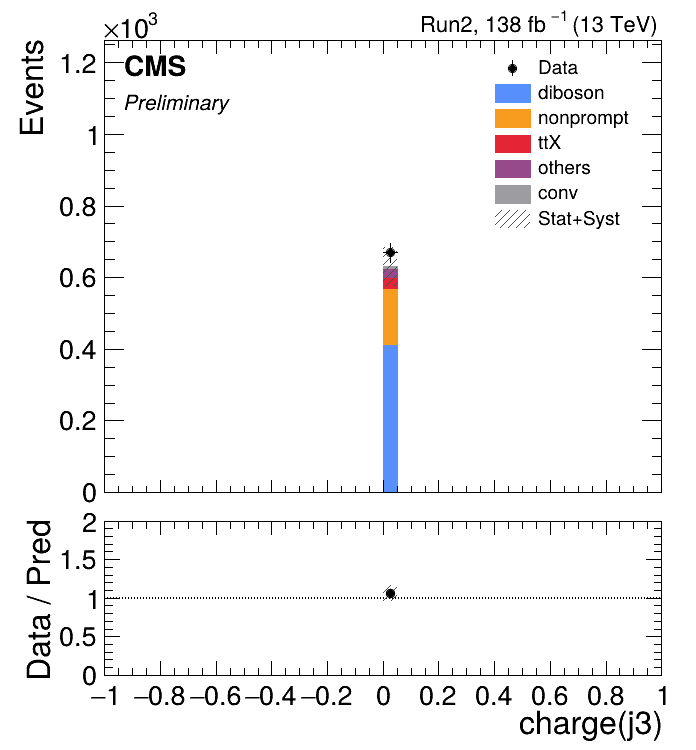 ×10³
Run2, 138 fb⁻¹ (13 TeV)
Events
CMS
Preliminary
Data
diboson
nonprompt
ttX
others
conv
Stat+Syst
1.2
1
0.8
0.6
0.4
0.2
0
Data / Pred
2
1.5
1
0.5
0
−1 −0.8 −0.6 −0.4 −0.2 0 0.2 0.4 0.6 0.8 1
charge(j3)